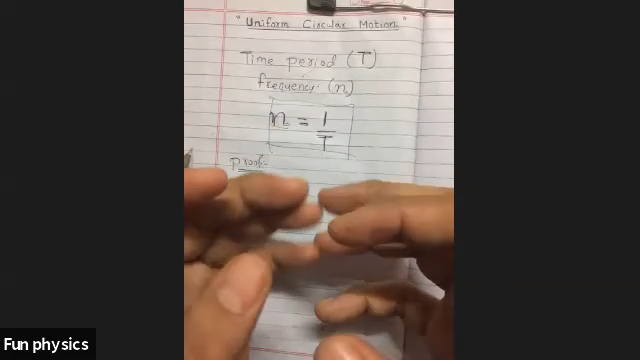 "Uniform Circular Motion"
Time period (T)
frequency (n)
n = 1/T
Proof:-
Fun physics